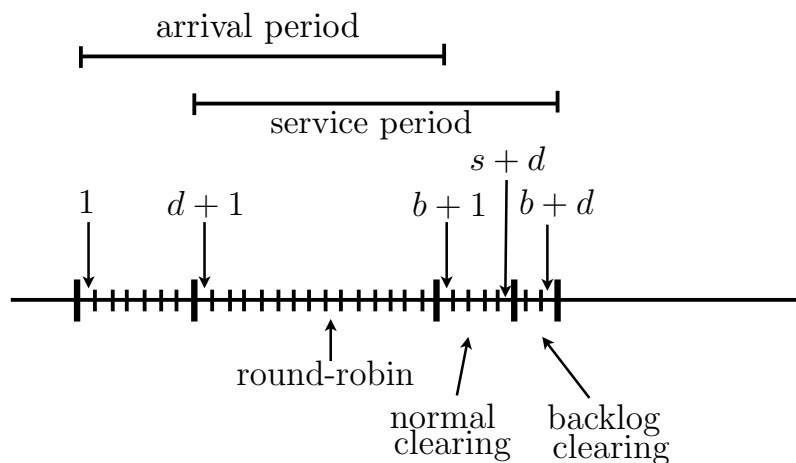 arrival period
service period
s + d
1
d + 1
b + 1
b + d
round-robin
normal
clearing
backlog
clearing